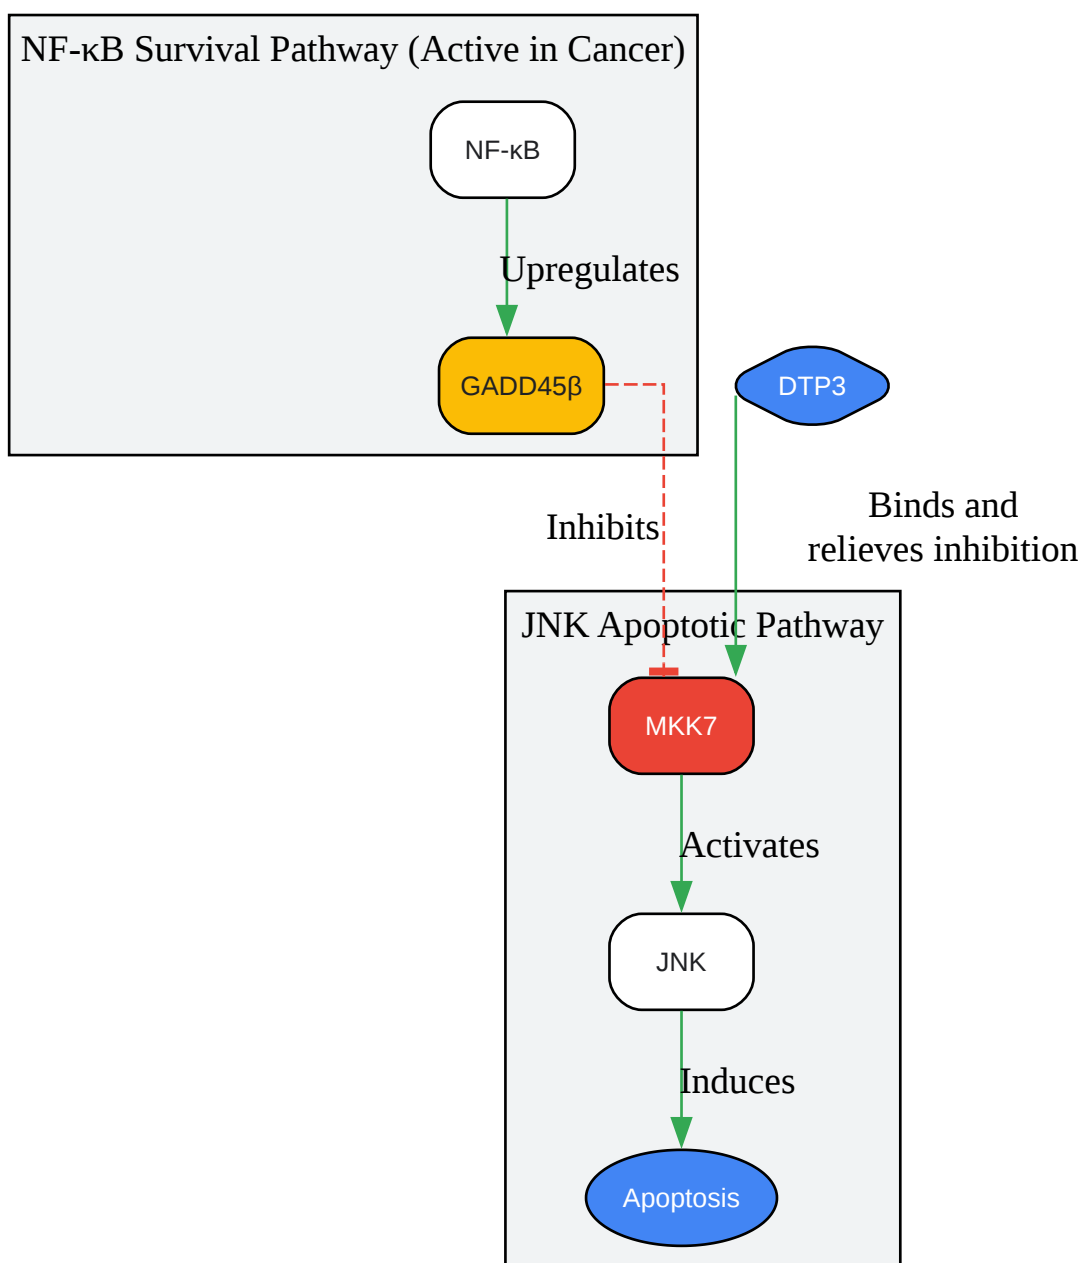 NF-κB Survival Pathway (Active in Cancer)
NF-κB
Upregulates
GADD45β
DTP3
Inhibits
Binds and
relieves inhibition
JNK Apoptotic Pathway
MKK7
Activates
JNK
Induces
Apoptosis